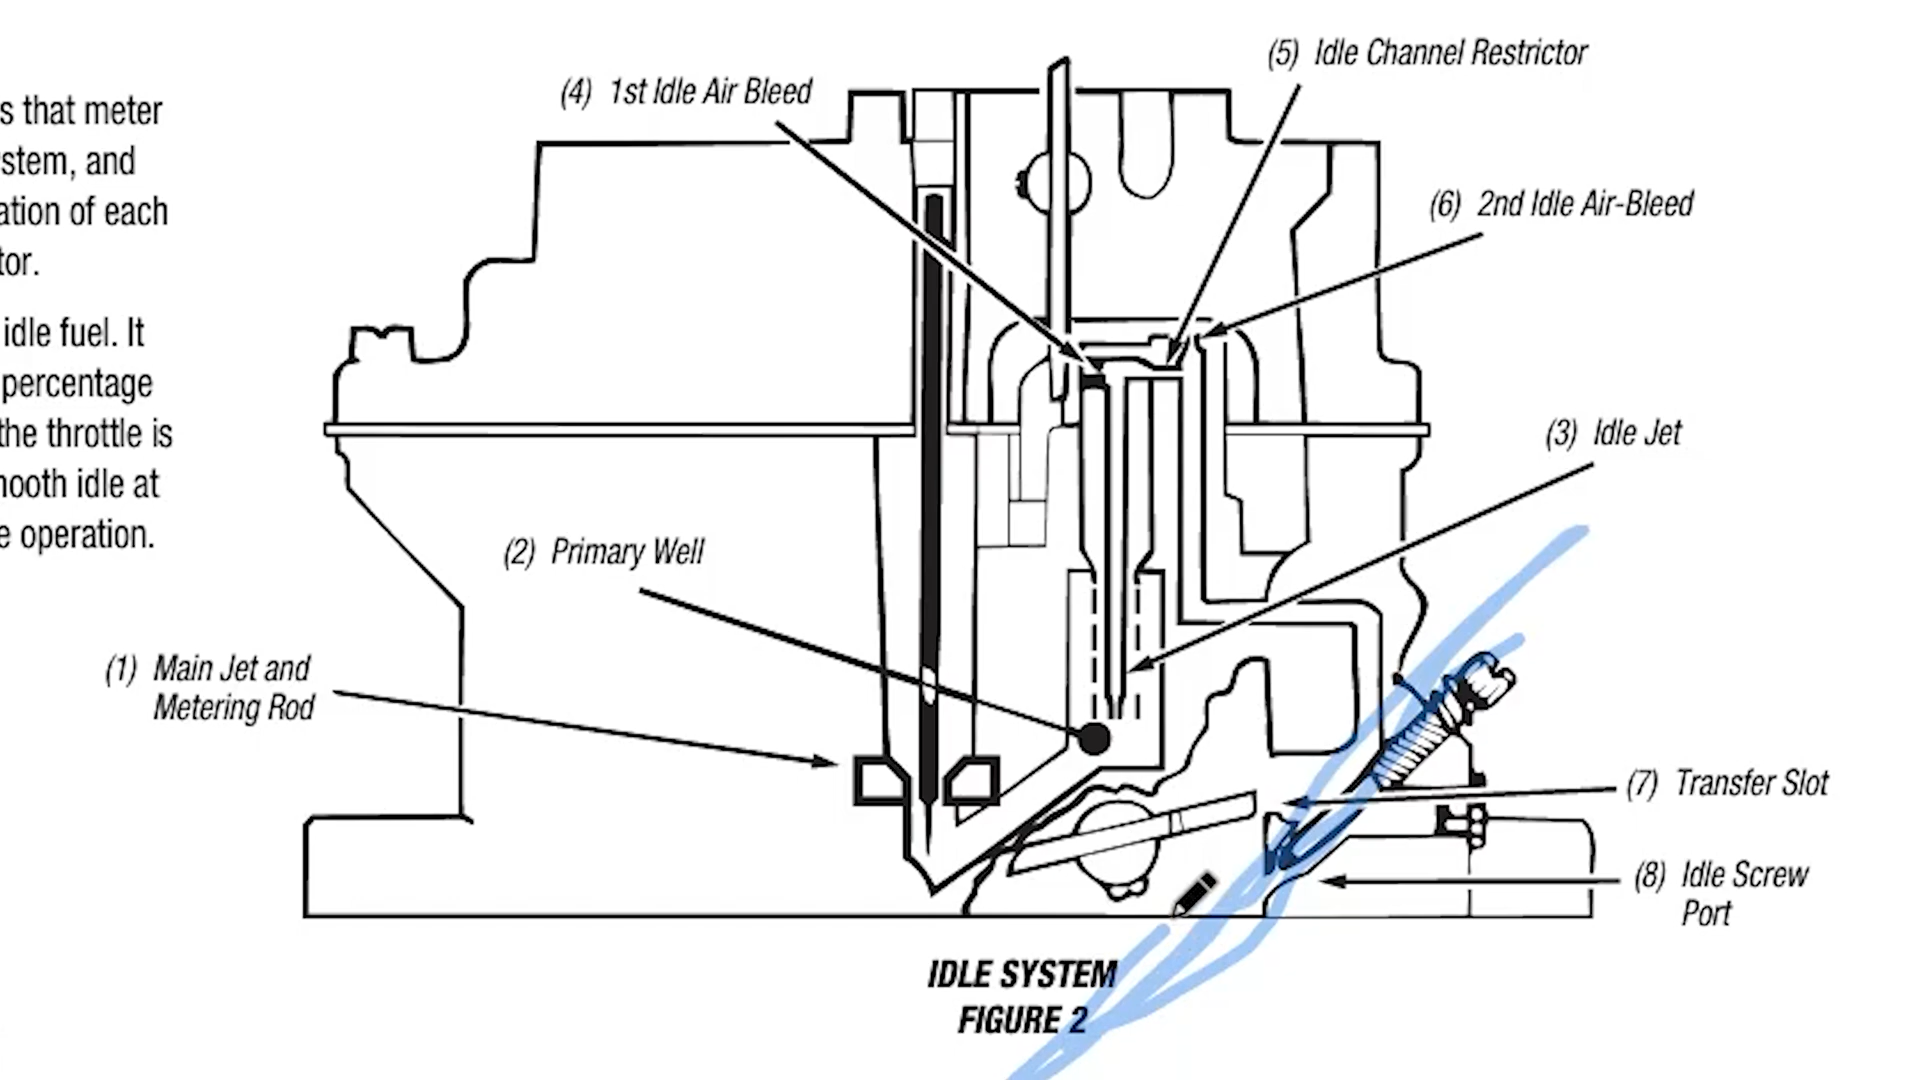 s that meter
stem, and
ation of each
tor.
idle fuel. It
percentage
the throttle is
nooth idle at
e operation.
(4) 1st Idle Air Bleed
(5) Idle Channel Restrictor
(6) 2nd Idle Air-Bleed
(3) Idle Jet
(2) Primary Well
(1) Main Jet and
Metering Rod
(7) Transfer Slot
(8) Idle Screw
Port
IDLE SYSTEM
FIGURE 2